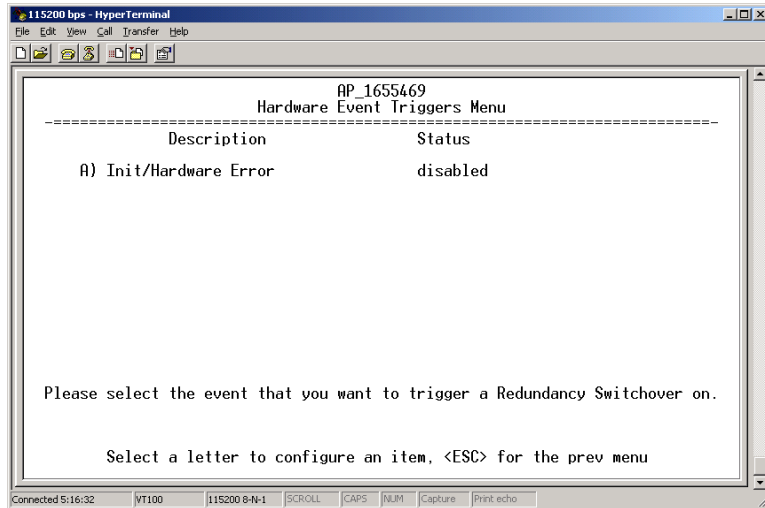 115200 bps - HyperTerminal
File Edit View Call Transfer Help
AP_1655469
Hardware Event Triggers Menu
-==========================================================================-
Description Status
A) Init/Hardware Error disabled
Please select the event that you want to trigger a Redundancy Switchover on.
Select a letter to configure an item, <ESC> for the prev menu
Connected 5:16:32 VT100 115200 8-N-1 SCROLL CAPS NUM Capture Print echo